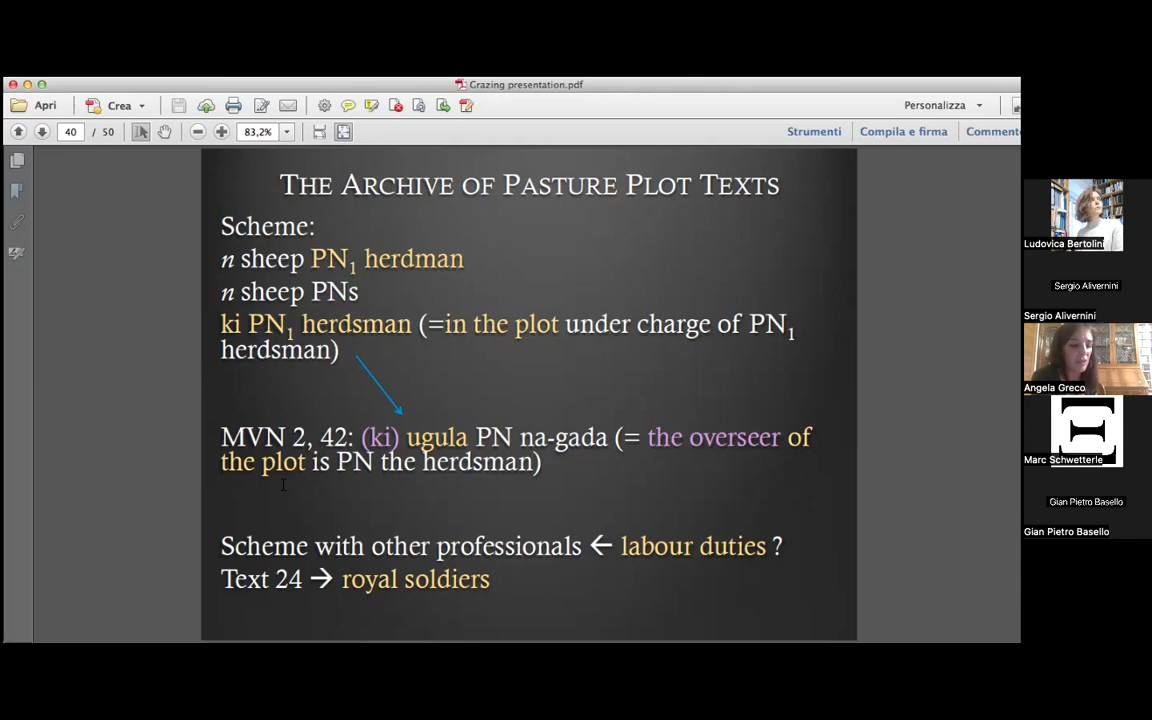 Grazing presentation.pdf
Apri
Crea
Personalizza
40 / 50
83,2%
Strumenti
Compila e firma
Comment
THE ARCHIVE OF PASTURE PLOT TEXTS
Scheme:
n sheep PN1 herdman
n sheep PNs
ki PN1 herdsman (=in the plot under charge of PN1
herdsman)
MVN 2, 42: (ki) ugula PN na-gada (= the overseer of
the plot is PN the herdsman)
Scheme with other professionals ← labour duties ?
Text 24 → royal soldiers
Ludovica Bertolini
Sergio Alivernini
Sergio Alivernini
Angela Greco
Marc Schwetterle
Gian Pietro Basello
Gian Pietro Basello